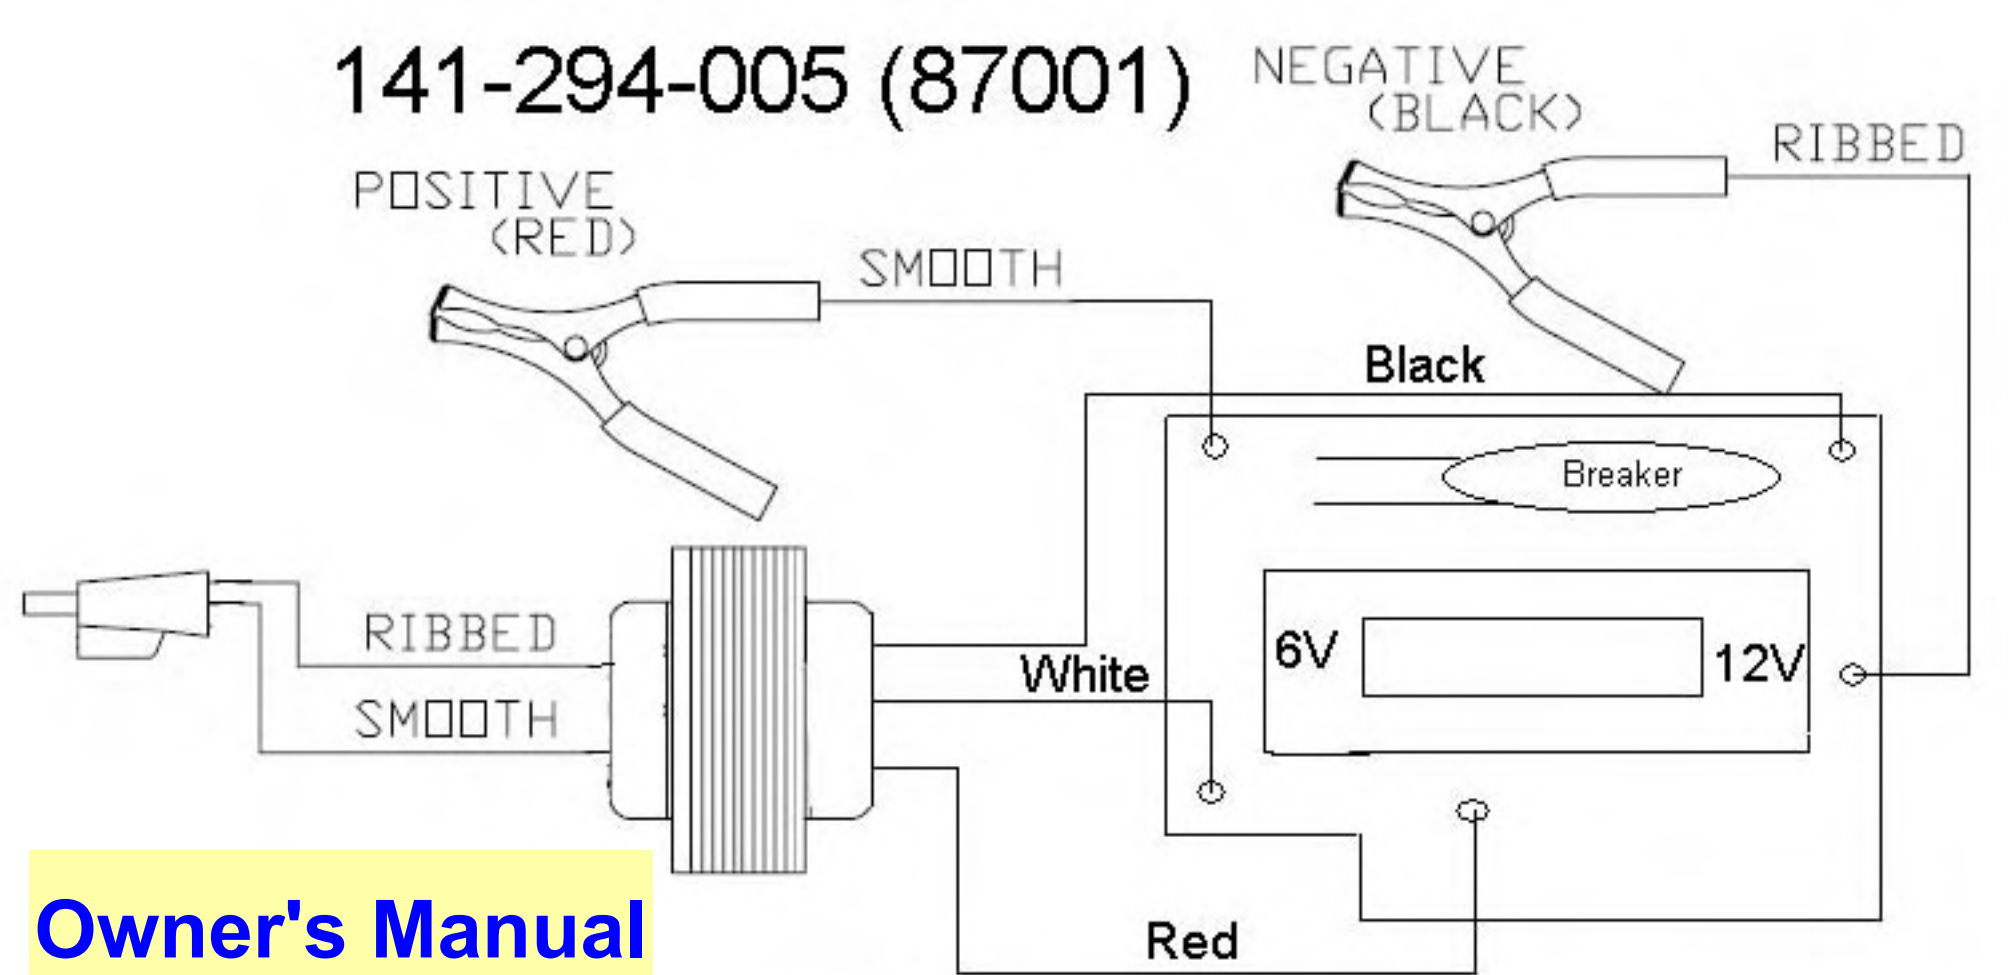 141-294-005 (87001)
NEGATIVE
(BLACK)
RIBBED
POSITIVE
(RED)
SMOOTH
Black
Breaker
RIBBED
6V
12V
White
SMOOTH
Owner's Manual
Red